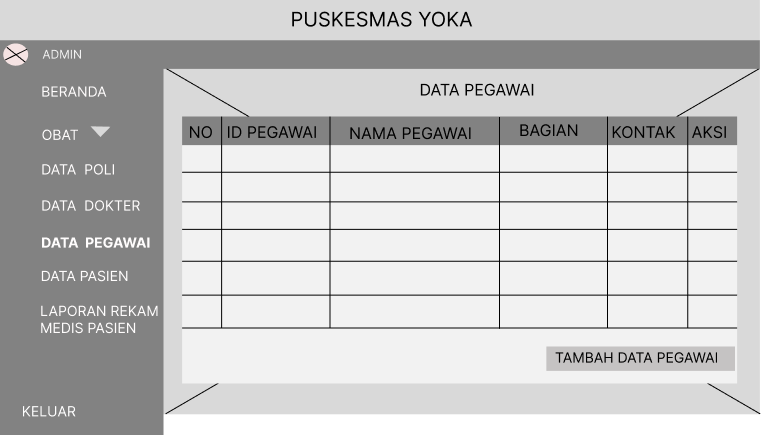 PUSKESMAS YOKA
ADMIN
BERANDA
OBAT
DATA POLI
DATA DOKTER
DATA PEGAWAI
DATA PASIEN
LAPORAN REKAM
MEDIS PASIEN
KELUAR
DATA PEGAWAI
NO ID PEGAWAI NAMA PEGAWAI BAGIAN KONTAK AKSI
TAMBAH DATA PEGAWAI